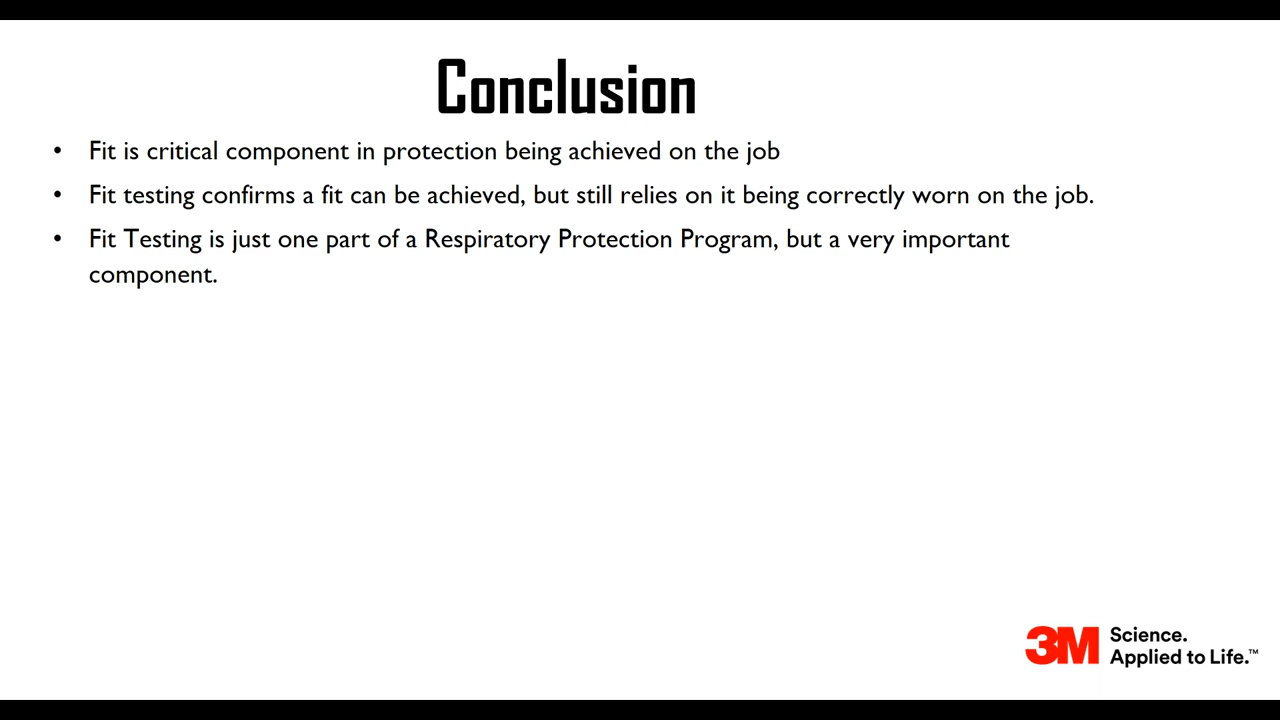 Conclusion
• Fit is critical component in protection being achieved on the job
• Fit testing confirms a fit can be achieved, but still relies on it being correctly worn on the job.
• Fit Testing is just one part of a Respiratory Protection Program, but a very important
component.
3M Science.
Applied to Life.™